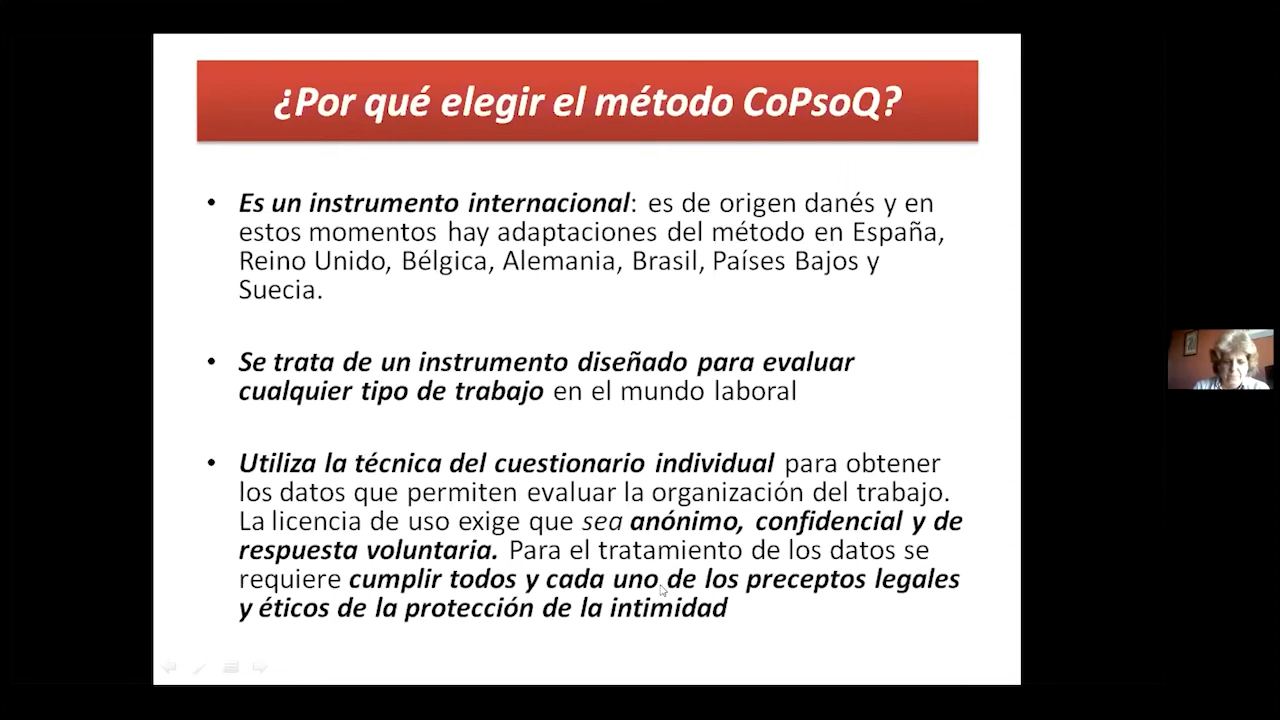 ¿Por qué elegir el método CoPsoQ?
• Es un instrumento internacional: es de origen danés y en
estos momentos hay adaptaciones del método en España,
Reino Unido, Bélgica, Alemania, Brasil, Países Bajos y
Suecia.
• Se trata de un instrumento diseñado para evaluar
cualquier tipo de trabajo en el mundo laboral
• Utiliza la técnica del cuestionario individual para obtener
los datos que permiten evaluar la organización del trabajo.
La licencia de uso exige que sea anónimo, confidencial y de
respuesta voluntaria. Para el tratamiento de los datos se
requiere cumplir todos y cada uno de los preceptos legales
y éticos de la protección de la intimidad